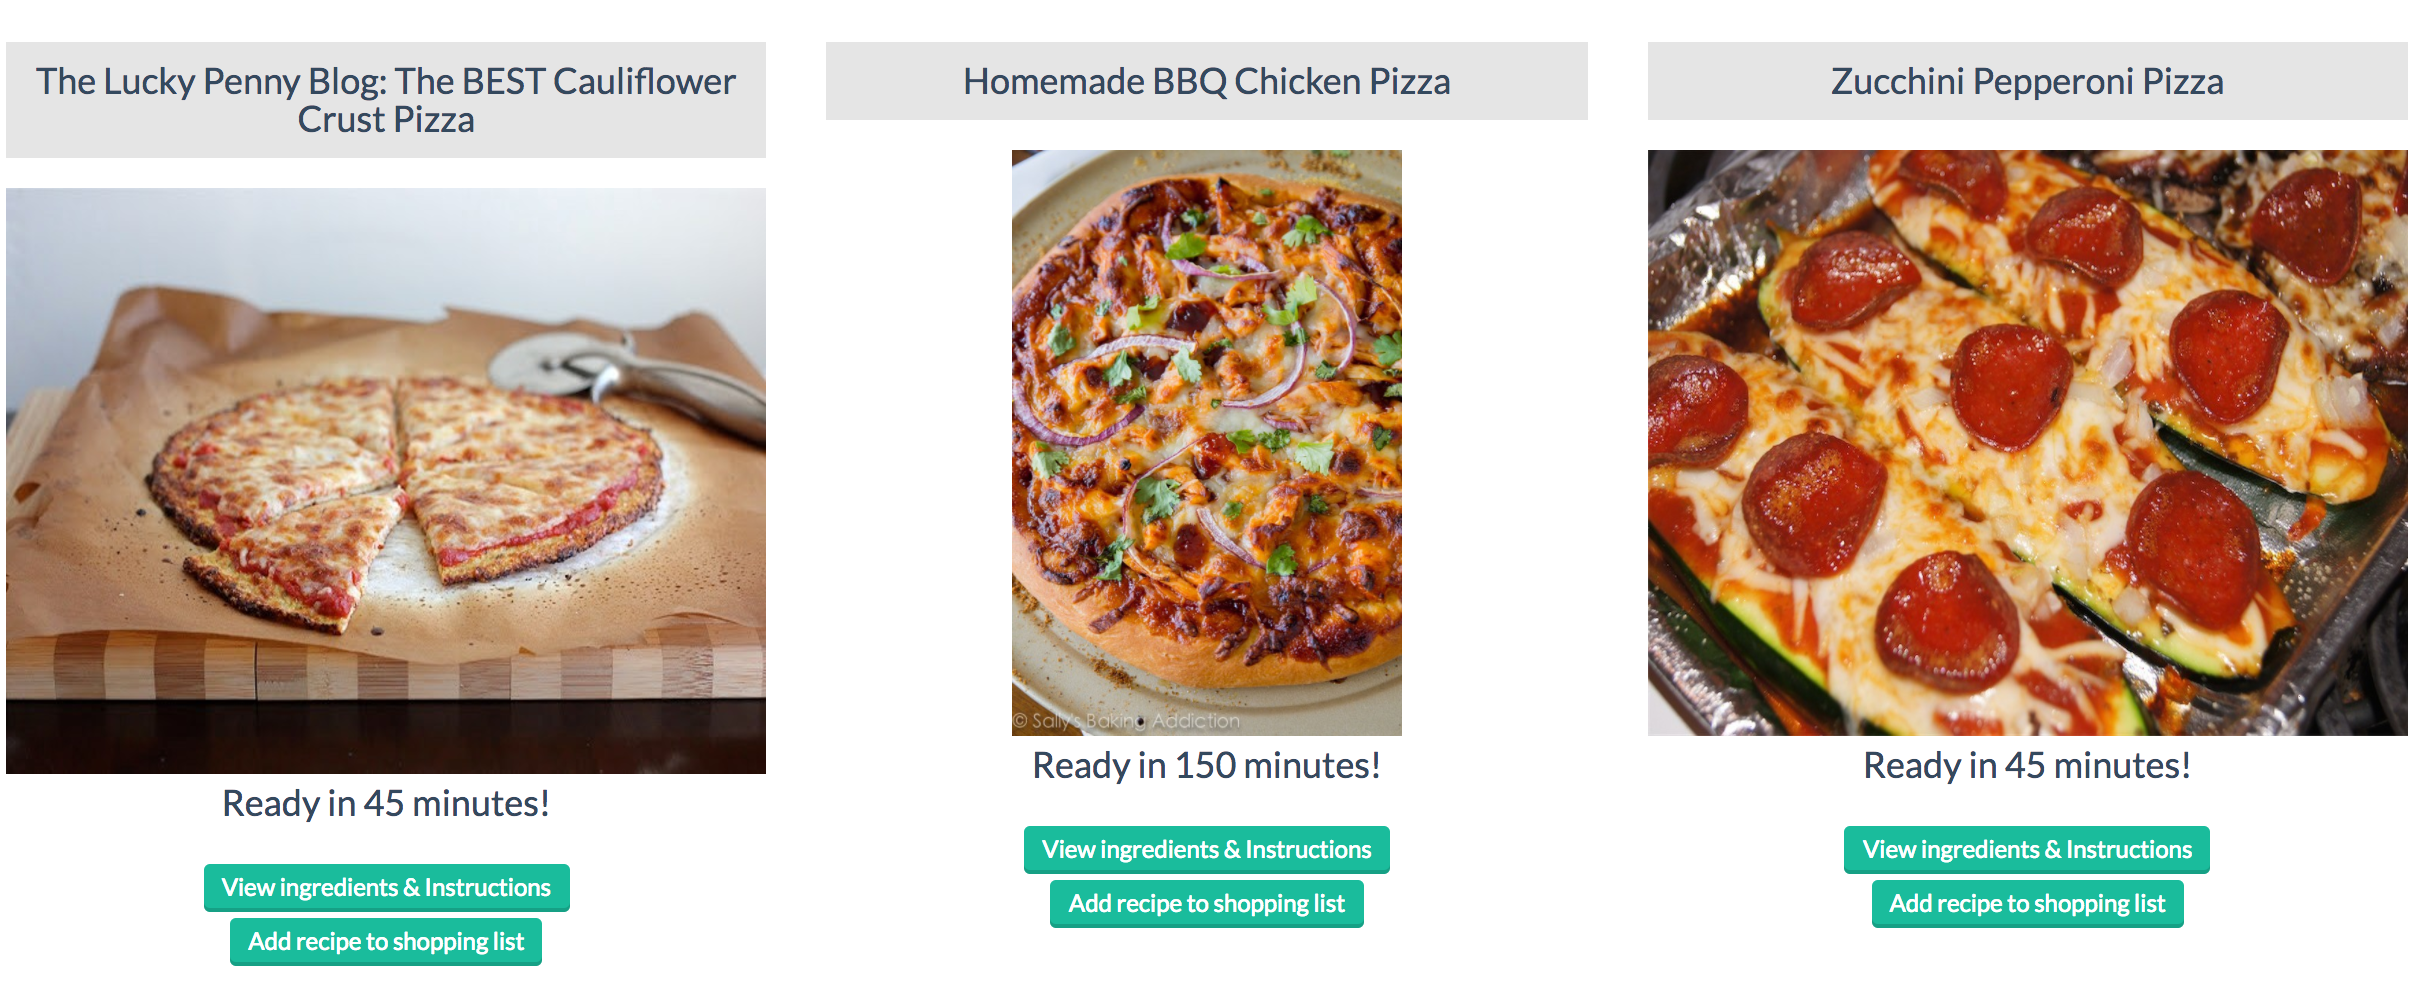 The Lucky Penny Blog: The BEST Cauliflower
Crust Pizza
Ready in 45 minutes!
View ingredients & Instructions
Add recipe to shopping list
Homemade BBQ Chicken Pizza
© Sally's Baking Addiction
Ready in 150 minutes!
View ingredients & Instructions
Add recipe to shopping list
Zucchini Pepperoni Pizza
Ready in 45 minutes!
View ingredients & Instructions
Add recipe to shopping list